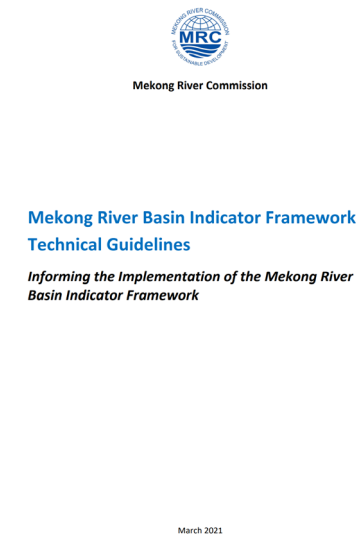 MEKONG RIVER COMMISSION
MRC
FOR SUSTAINABLE DEVELOPMENT
Mekong River Commission
Mekong River Basin Indicator Framework
Technical Guidelines
Informing the Implementation of the Mekong River
Basin Indicator Framework
March 2021